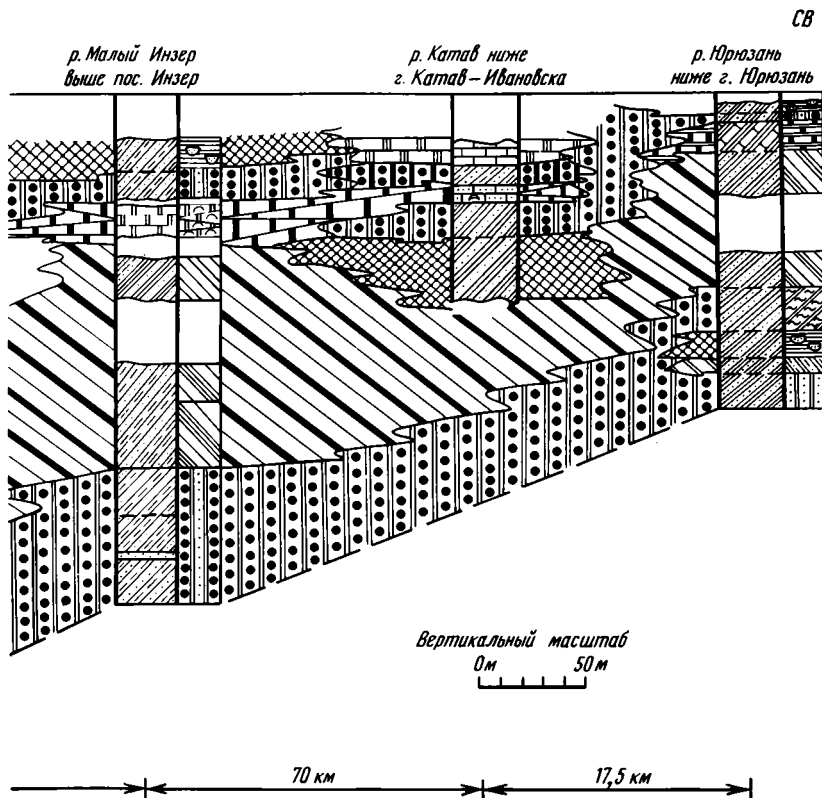 СВ
р. Малый Инзер
выше пос. Инзер
р. Катав ниже
г. Катав-Ивановска
р. Юрюзань
ниже г. Юрюзань
Вертикальный масштаб
0м 50 м
70 км
17,5 км